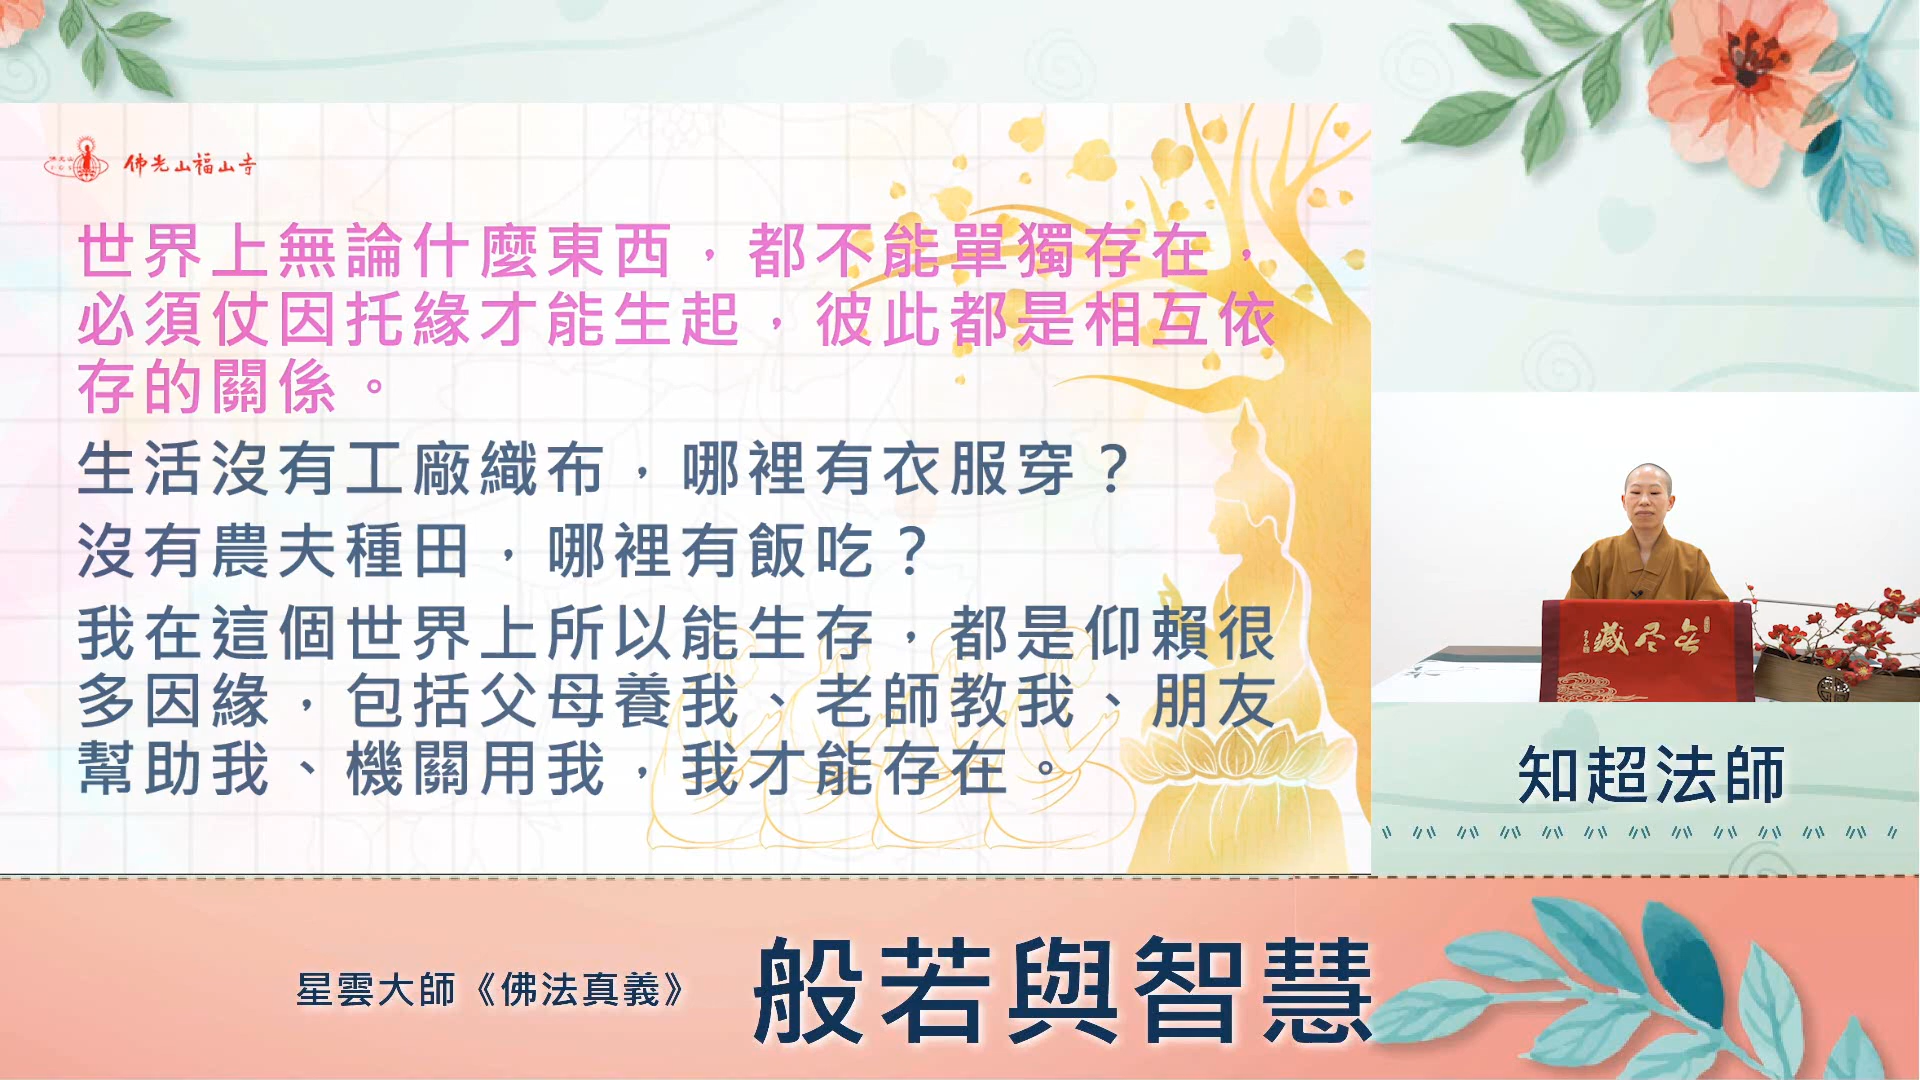 佛光山福山寺
世界上無論什麼東西，都不能單獨存在，
必須仗因托緣才能生起，彼此都是相互依
存的關係。
生活沒有工廠織布，哪裡有衣服穿？
沒有農夫種田，哪裡有飯吃？
我在這個世界上所以能生存，都是仰賴很
多因緣，包括父母養我、老師教我、朋友
幫助我、機關用我，我才能存在。
藏尽無
知超法師
星雲大師《佛法真義》
般若與智慧